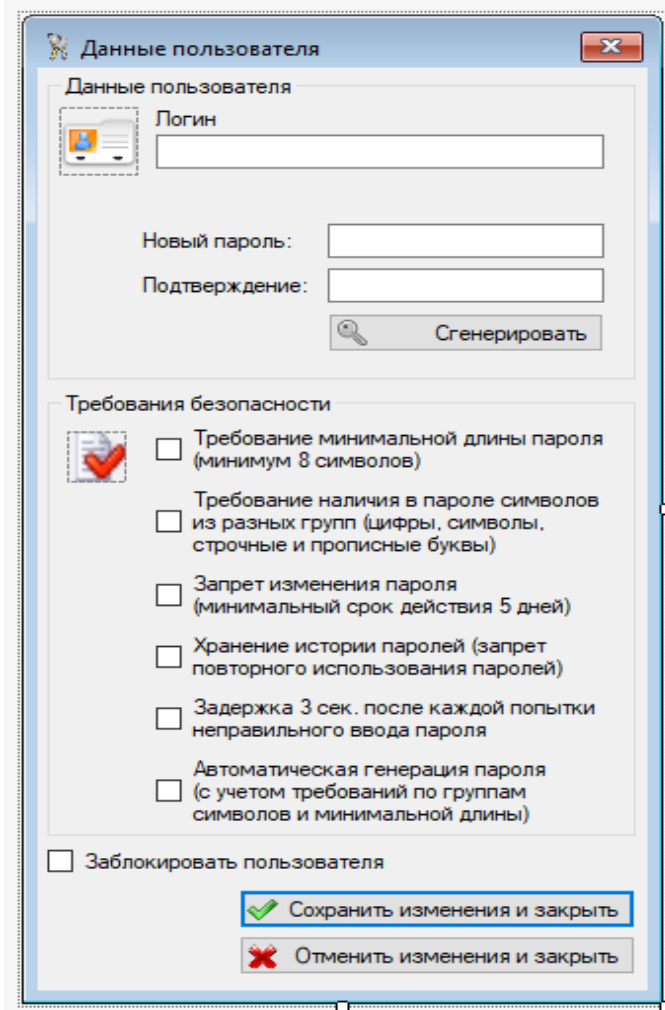 Данные пользователя
Данные пользователя
Логин
Новый пароль:
Подтверждение:
Сгенерировать
Требования безопасности
Требование минимальной длины пароля
(минимум 8 символов)
Требование наличия в пароле символов
из разных групп (цифры, символы,
строчные и прописные буквы)
Запрет изменения пароля
(минимальный срок действия 5 дней)
Хранение истории паролей (запрет
повторного использования паролей)
Задержка 3 сек. после каждой попытки
неправильного ввода пароля
Автоматическая генерация пароля
(с учетом требований по группам
символов и минимальной длины)
Заблокировать пользователя
Сохранить изменения и закрыть
Отменить изменения и закрыть